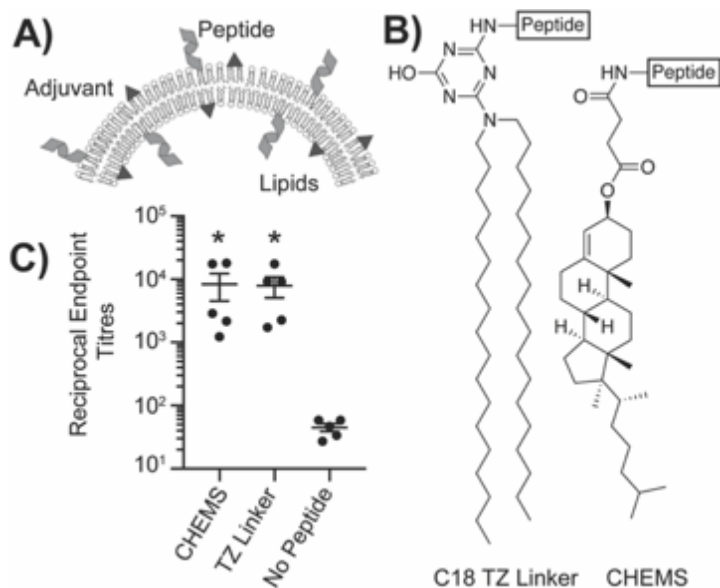 A)
Peptide
Adjuvant
Lipids
B)
HN
Peptide
HO
N
N
N
N
HN
Peptide
O
O
O
H
H
H
C18 TZ Linker
CHEMS
C)
Reciprocal Endpoint
Titres
10⁵
10⁴
10³
10²
10¹
*
*
CHEMS
TZ Linker
No Peptide